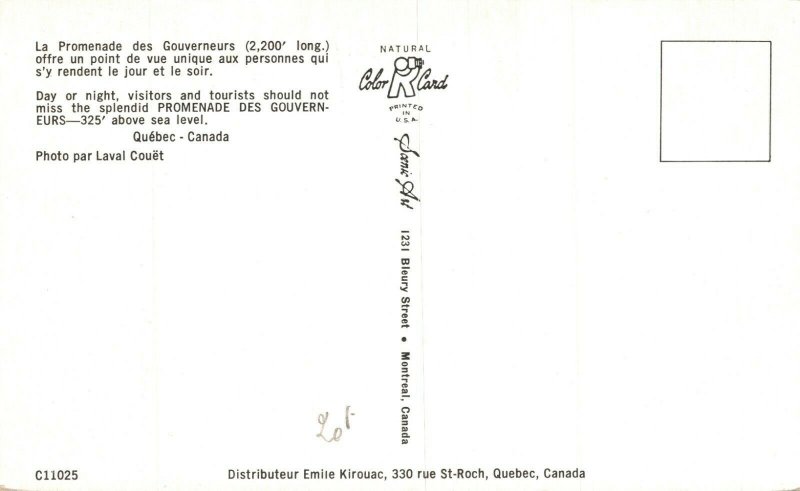 La Promenade des Gouverneurs (2,200' long.)
offre un point de vue unique aux personnes qui
s'y rendent le jour et le soir.
Day or night, visitors and tourists should not
miss the splendid PROMENADE DES GOUVERN-
EURS—325' above sea level.
Québec - Canada
Photo par Laval Couët
NATURAL
Color Card
PRINTED
IN
U.S.A.
Scenic Art
1231 Bleury Street • Montreal, Canada
C11025
Distributeur Emile Kirouac, 330 rue St-Roch, Quebec, Canada